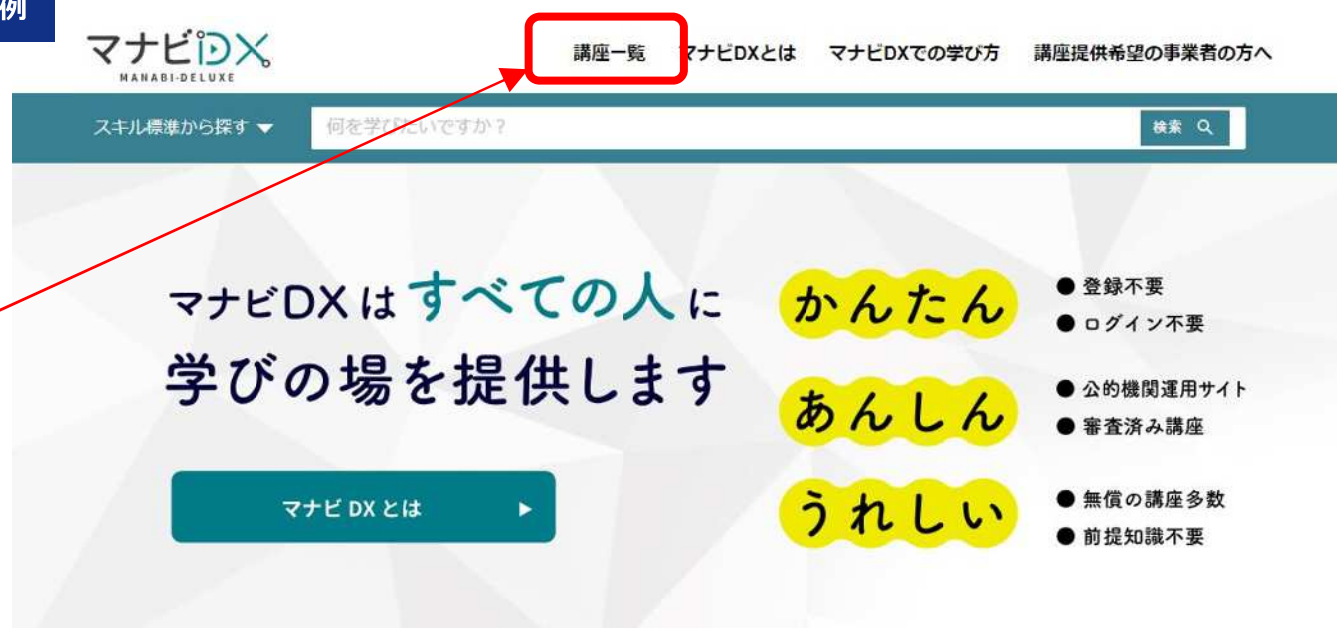 例
マナビDX
MANABI-DELUXE
講座一覧 マナビDXとは マナビDXでの学び方 講座提供希望の事業者の方へ
スキル標準から探す 何を学びたいですか？ 検索
マナビDXはすべての人に
学びの場を提供します
マナビDXとは
かんたん
● 登録不要
● ログイン不要
あんしん
● 公的機関運用サイト
● 審査済み講座
うれしい
● 無償の講座多数
● 前提知識不要